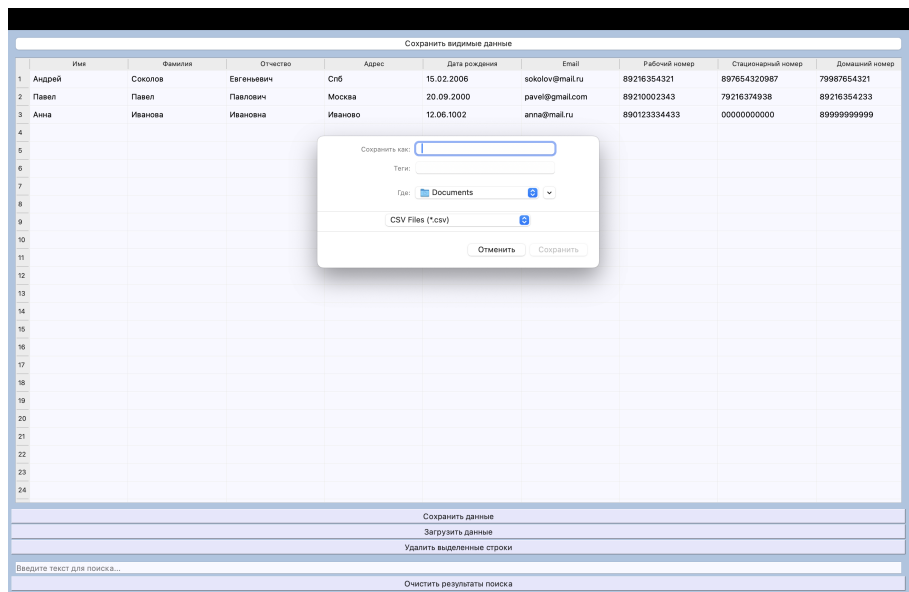 Сохранить видимые данные
Имя Фамилия Отчество Адрес Дата рождения Email Рабочий номер Стационарный номер Домашний номер
1 Андрей Соколов Евгеньевич Спб 15.02.2006 sokolov@mail.ru 89216354321 897654320987 79987654321
2 Павел Павел Павлович Москва 20.09.2000 pavel@gmail.com 89210002343 79216374938 89216354233
3 Анна Иванова Ивановна Иваново 12.06.1002 anna@mail.ru 890123334433 00000000000 89999999999
4
5
6
7
8
9
10
11
12
13
14
15
16
17
18
19
20
21
22
23
24
Сохранить как:
Теги:
Где: Documents
CSV Files (*.csv)
Отменить Сохранить
Сохранить данные
Загрузить данные
Удалить выделенные строки
Введите текст для поиска...
Очистить результаты поиска